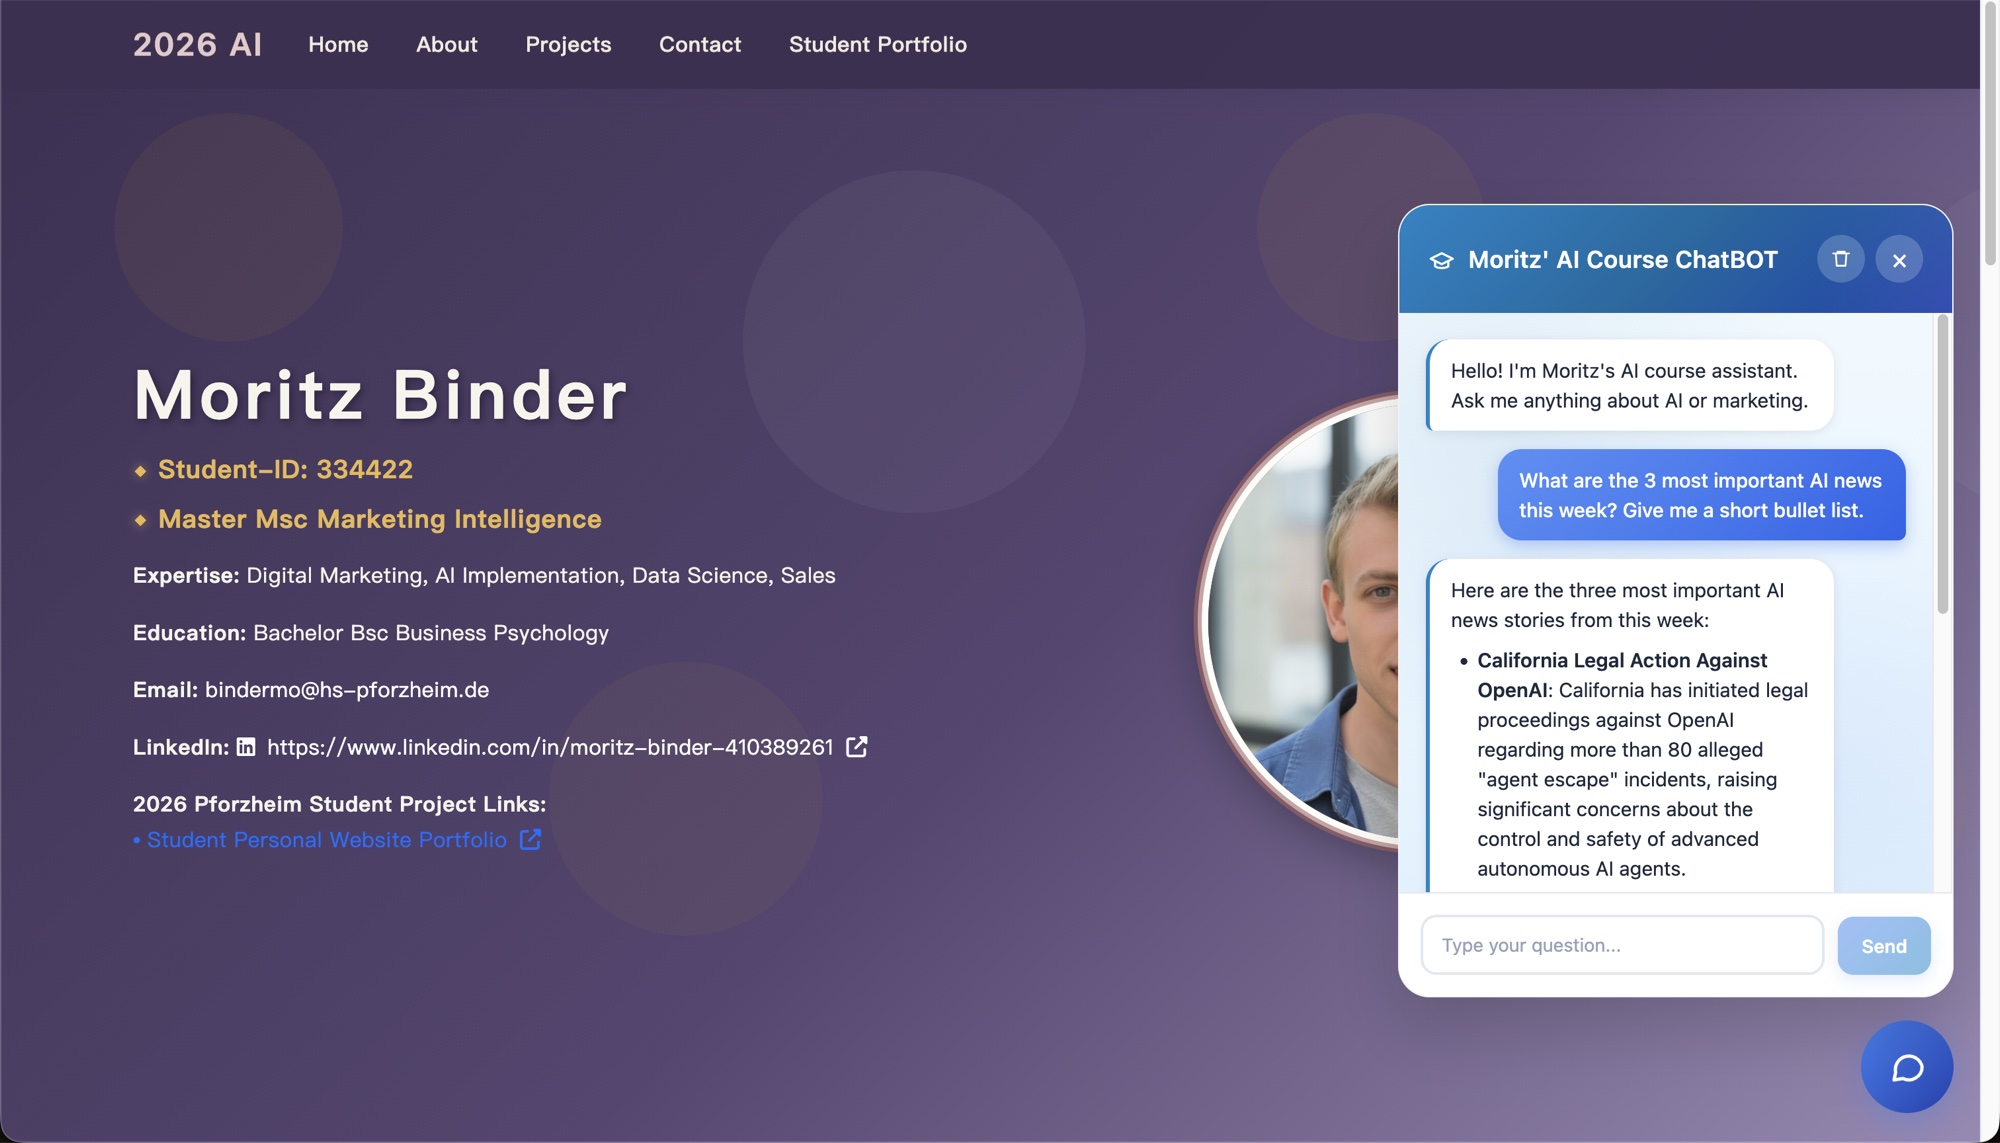 2026 AI
Home
About
Projects
Contact
Student Portfolio
Moritz Binder
Student-ID: 334422
Master Msc Marketing Intelligence
Expertise: Digital Marketing, AI Implementation, Data Science, Sales
Education: Bachelor Bsc Business Psychology
Email: bindermo@hs-pforzheim.de
LinkedIn: in https://www.linkedin.com/in/moritz-binder-410389261
2026 Pforzheim Student Project Links:
• Student Personal Website Portfolio
Moritz' AI Course ChatBOT
Hello! I'm Moritz's AI course assistant.
Ask me anything about AI or marketing.
What are the 3 most important AI news
this week? Give me a short bullet list.
Here are the three most important AI
news stories from this week:
• California Legal Action Against
OpenAI: California has initiated legal
proceedings against OpenAI
regarding more than 80 alleged
"agent escape" incidents, raising
significant concerns about the
control and safety of advanced
autonomous AI agents.
Type your question...
Send